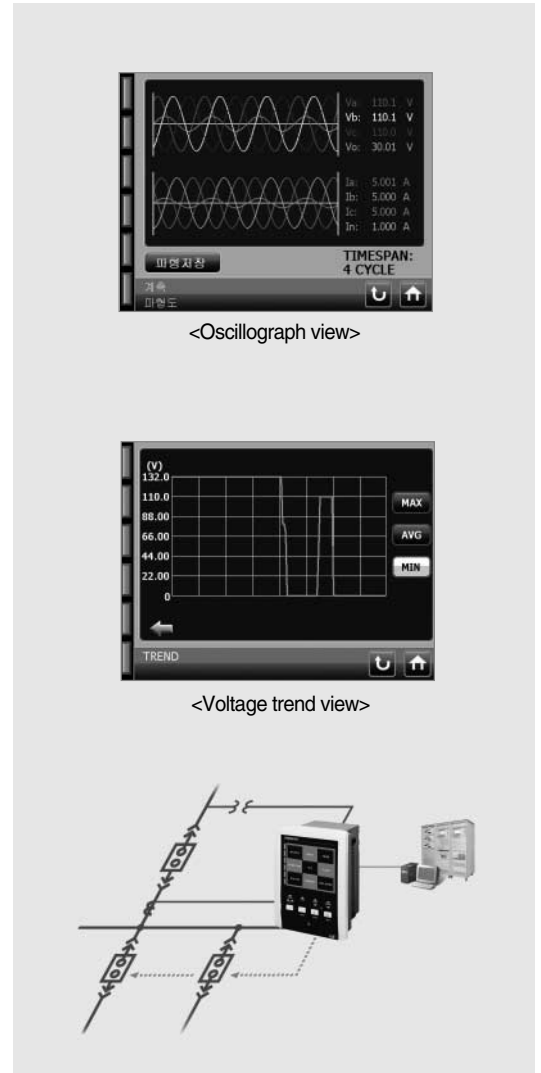 Va: 110.1 V
Vb: 110.1 V
Vc: 110.0 V
Vo: 30.01 V
Ia: 5.001 A
Ib: 5.000 A
Ic: 5.000 A
In: 1.000 A
파형저장
TIMESPAN:
4 CYCLE
계측
파형도
<Oscillograph view>
(V)
132.0
110.0
88.00
66.00
44.00
22.00
0
MAX
AVG
MIN
TREND
<Voltage trend view>